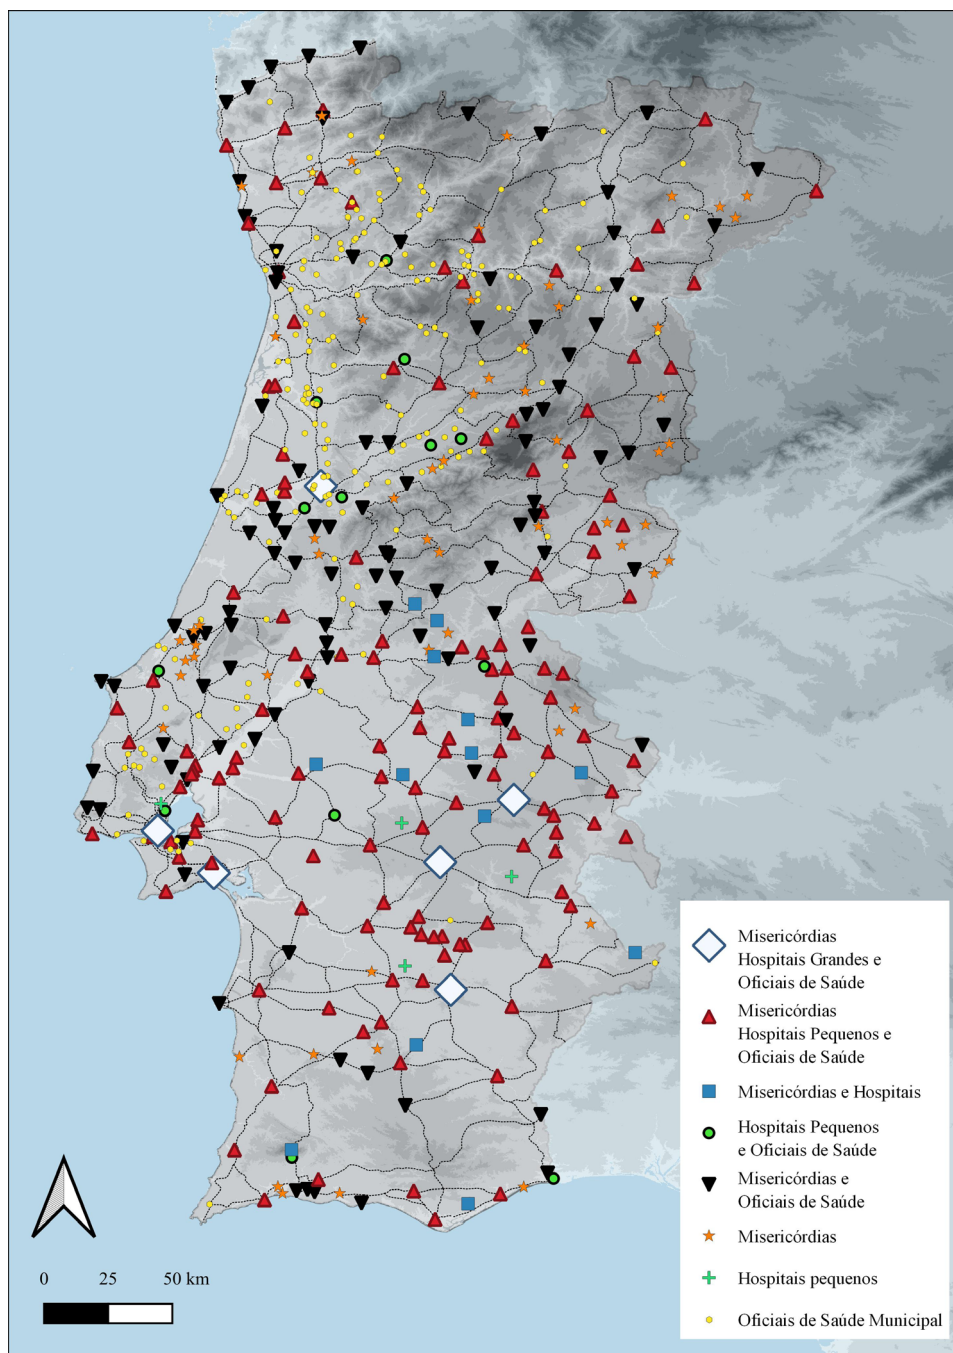 Misericórdias
Hospitais Grandes e
Oficiais de Saúde
Misericórdias
Hospitais Pequenos e
Oficiais de Saúde
Misericórdias e Hospitais
Hospitais Pequenos
e Oficiais de Saúde
Misericórdias e
Oficiais de Saúde
Misericórdias
Hospitais pequenos
Oficiais de Saúde Municipal
0 25 50 km